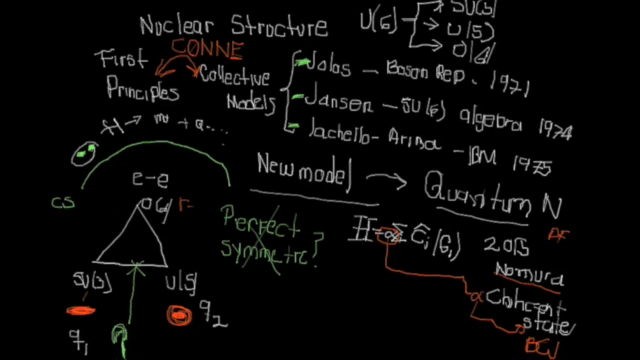 Nuclear Structure
U(6) → SU(3)
→ U(5)
→ O(6)
CONNE
First
Principles
Collective
Models
Jolos — Boson Rep. 1971
Jansen — SU(6) algebra 1974
Iachello-Arima — IBM 1975
New model → Quantum N
e-e
CS
O(6)
SU(3)
U(5)
q1
q2
Perfect
symmetric?
2013
Nomura
Coherent
state